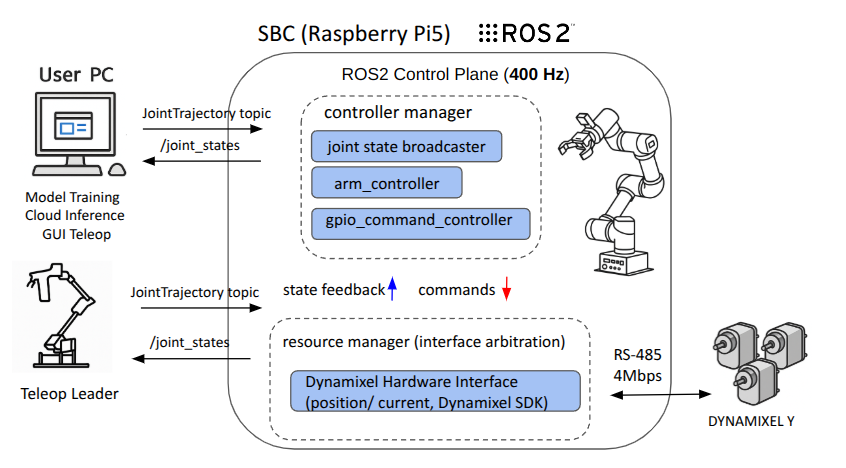 SBC (Raspberry Pi5) ROS 2™
ROS2 Control Plane (400 Hz)
User PC
JointTrajectory topic
/joint_states
Model Training
Cloud Inference
GUI Teleop
controller manager
joint state broadcaster
arm_controller
gpio_command_controller
JointTrajectory topic
/joint_states
Teleop Leader
state feedback
commands
resource manager (interface arbitration)
Dynamixel Hardware Interface
(position/ current, Dynamixel SDK)
RS-485
4Mbps
DYNAMIXEL Y